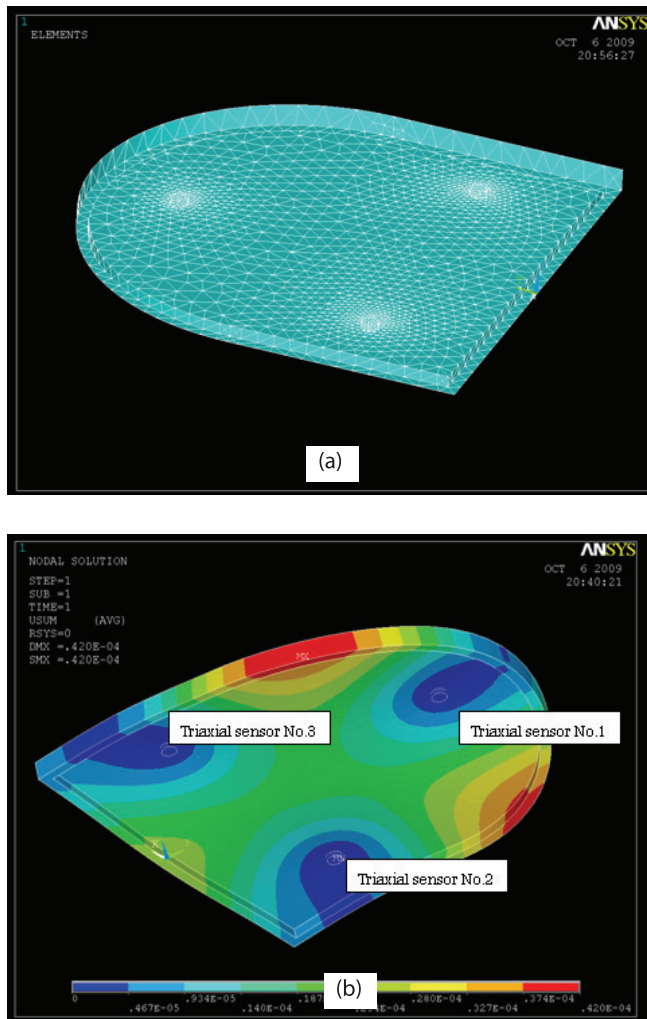 1
ANSYS
ELEMENTS
OCT 6 2009
20:56:27
(a)
1
ANSYS
NODAL SOLUTION
OCT 6 2009
20:40:21
STEP=1
SUB =1
TIME=1
USUM (AVG)
RSYS=0
DMX =.420E-04
SMX =.420E-04
MX
Triaxial sensor No.3
Triaxial sensor No.1
X
MN
Triaxial sensor No.2
(b)
0 .934E-05 .280E-04 .374E-04
.467E-05 .140E-04 .327E-04 .420E-04